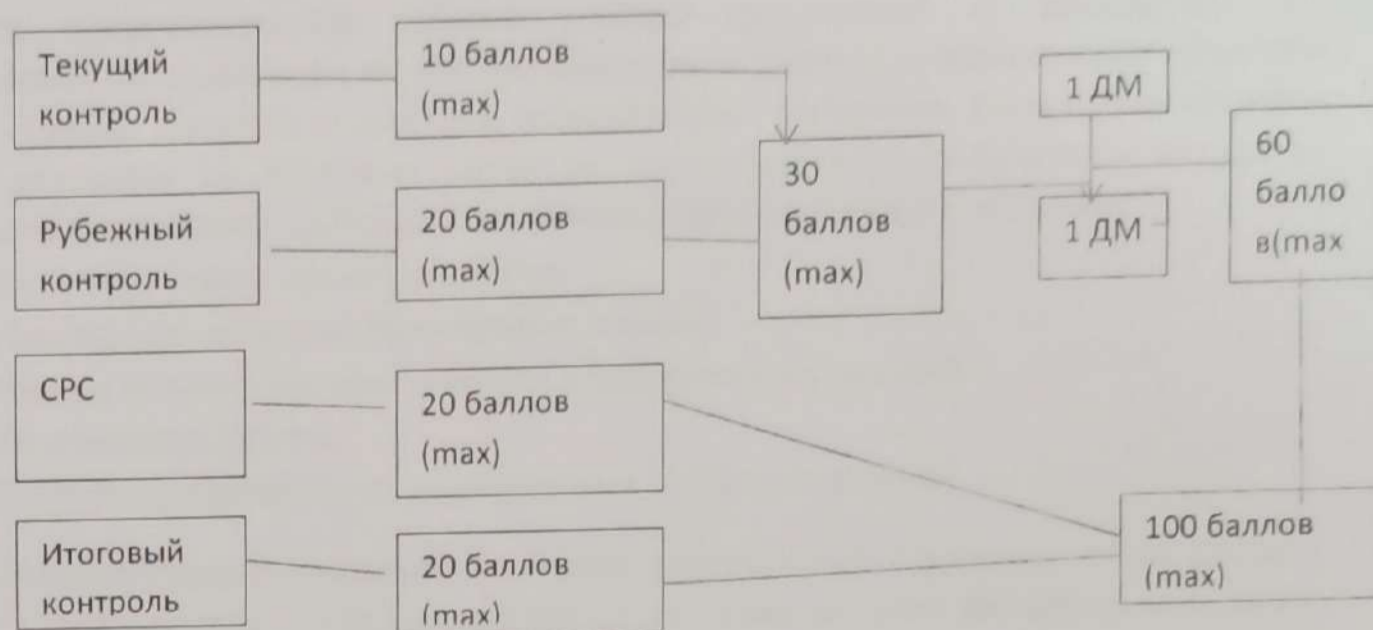 Текущий
контроль
10 баллов
(max)
1 ДМ
30
баллов
(max)
60
балло
в(max
Рубежный
контроль
20 баллов
(max)
1 ДМ
СРС
20 баллов
(max)
100 баллов
(max)
Итоговый
контроль
20 баллов
(max)